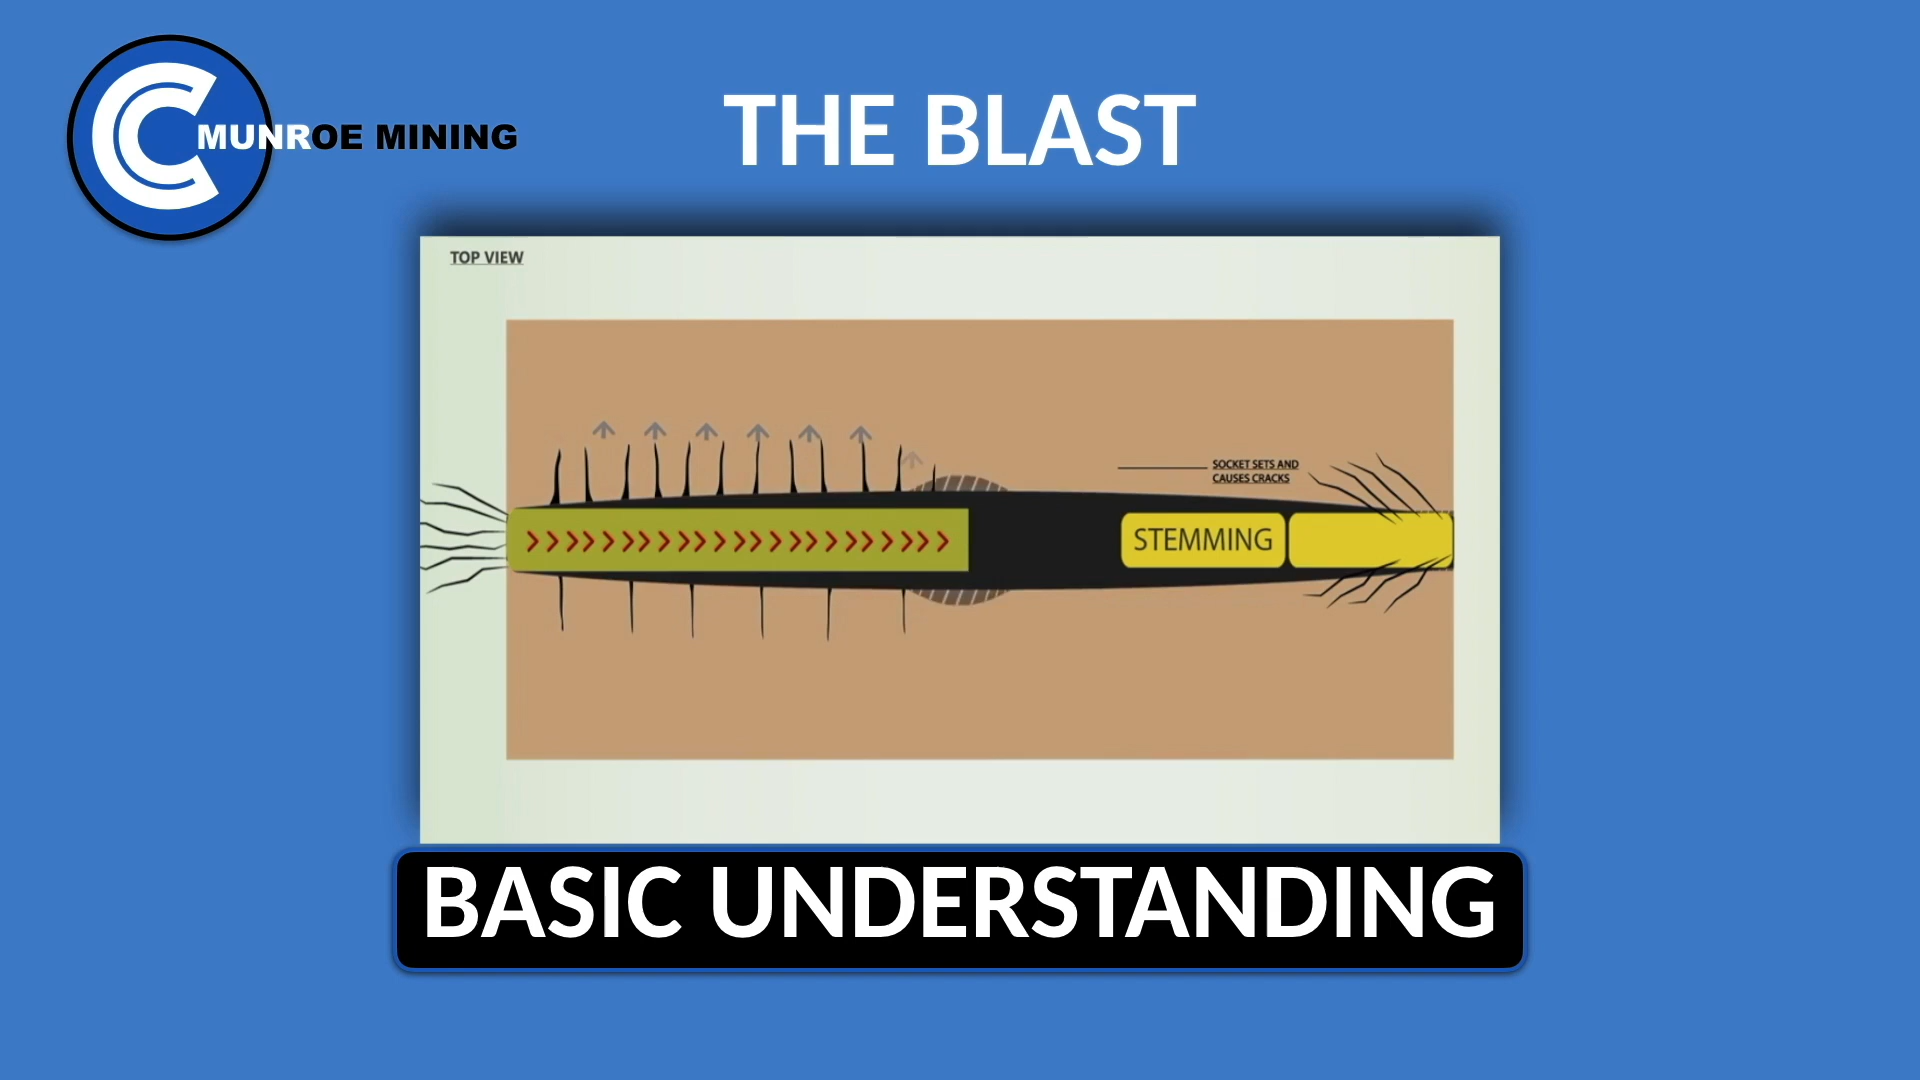 MUNROE MINING
THE BLAST
TOP VIEW
SOCKET SETS AND
CAUSES CRACKS
STEMMING
BASIC UNDERSTANDING